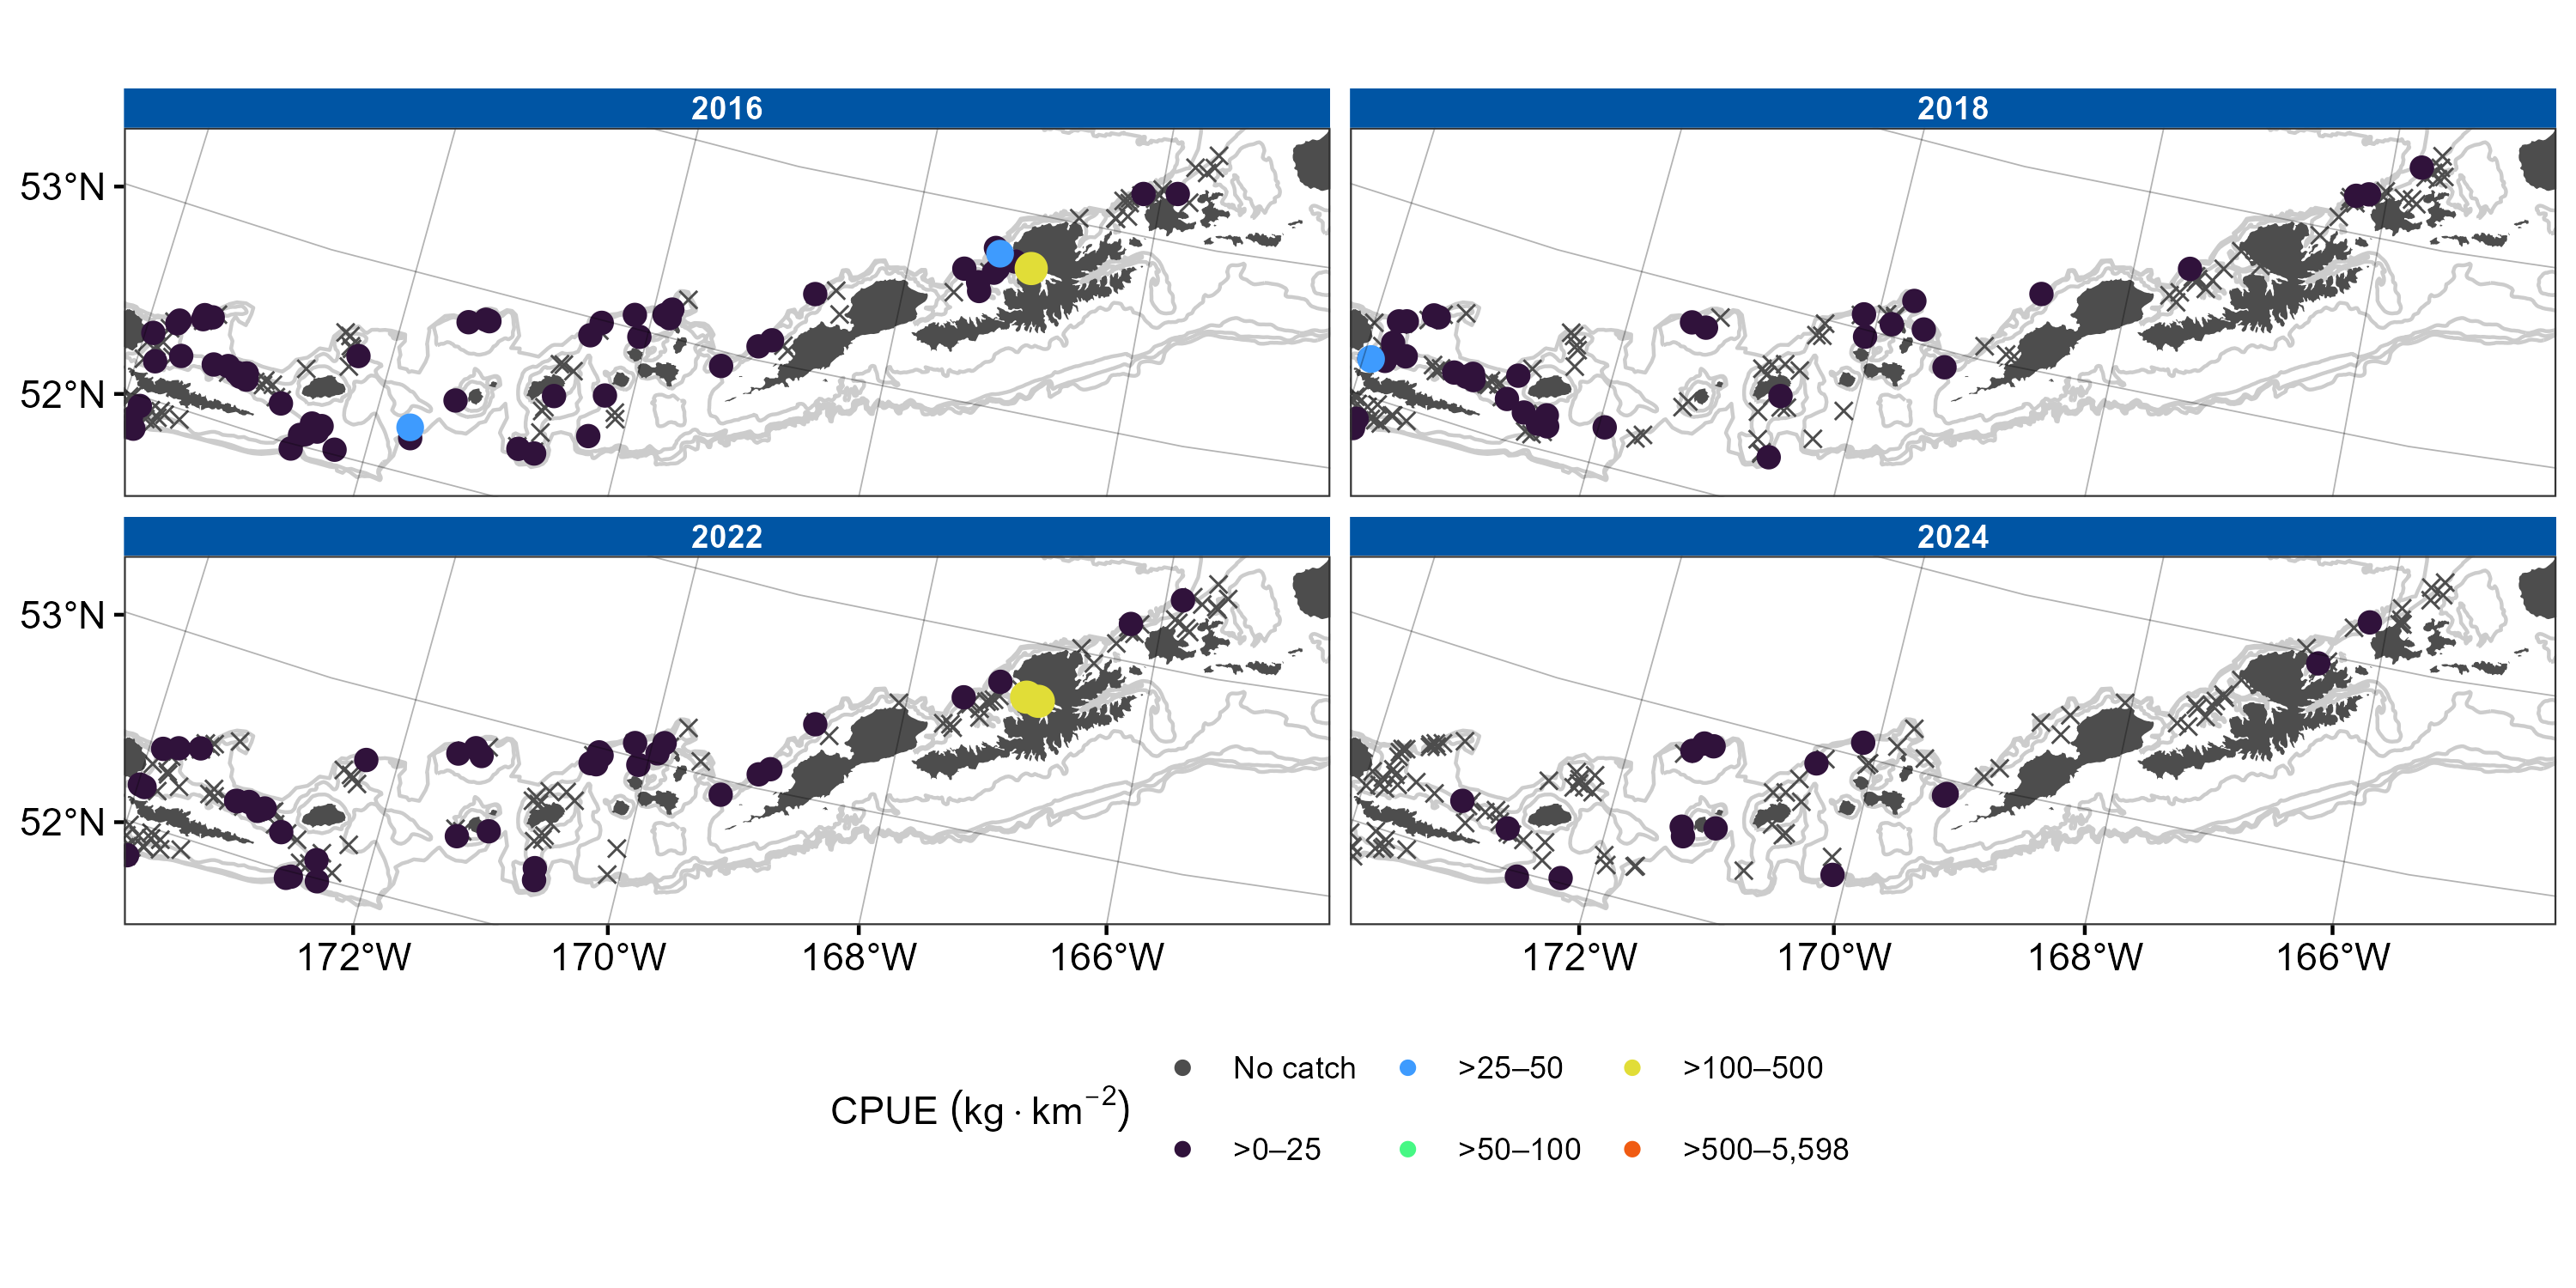 2016
2018
53°N
52°N
2022
2024
53°N
52°N
172°W 170°W 168°W 166°W
172°W 170°W 168°W 166°W
CPUE (kg · km⁻²)
No catch
>25–50
>100–500
>0–25
>50–100
>500–5,598